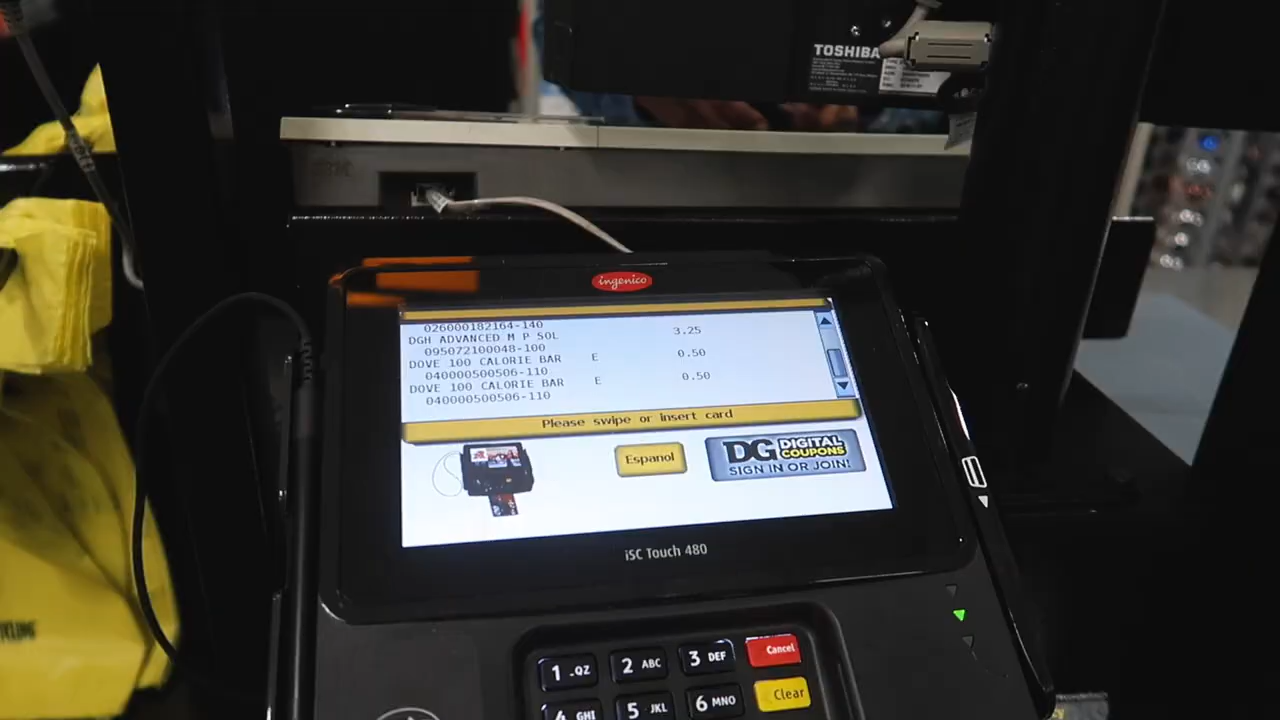 TOSHIBA
ingenico
026000182164-140
DGH ADVANCED M P SOL 3.25
095072100048-100
DOVE 100 CALORIE BAR E 0.50
040000500506-110
DOVE 100 CALORIE BAR E 0.50
040000500506-110
Please swipe or insert card
Espanol
DG DIGITAL COUPONS
SIGN IN OR JOIN!
iSC Touch 480
1 .QZ 2 ABC 3 DEF Cancel
4 GHI 5 JKL 6 MNO Clear